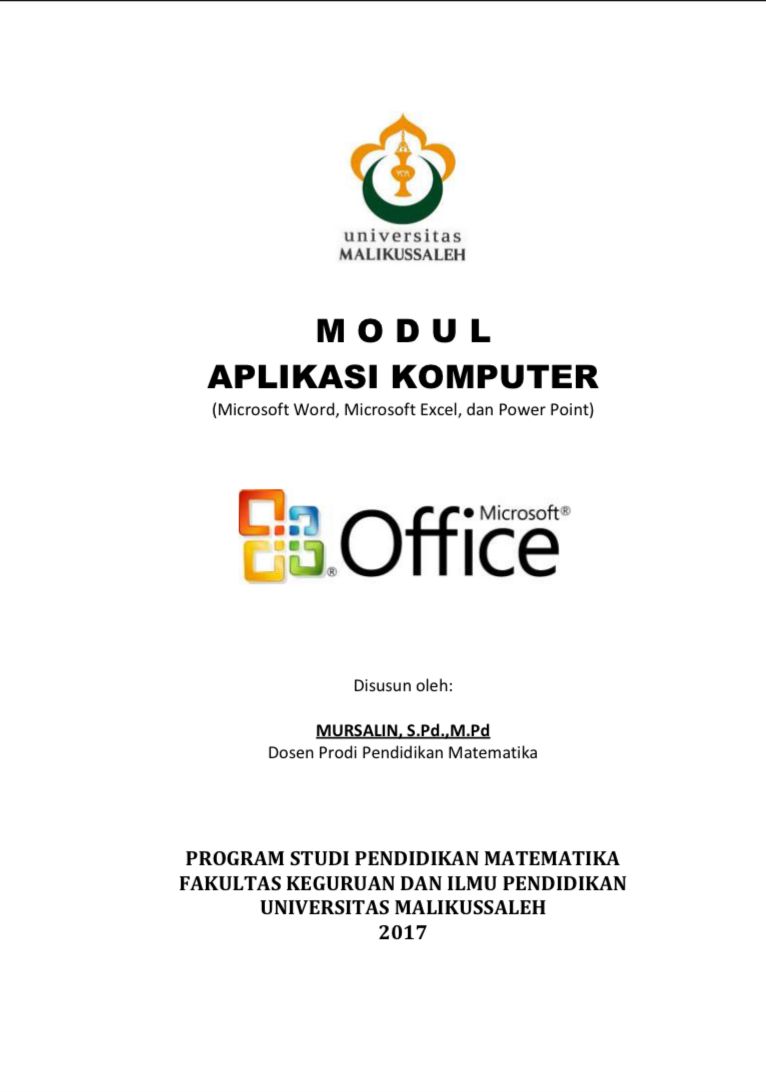 universitas
MALIKUSSALEH
M O D U L
APLIKASI KOMPUTER
(Microsoft Word, Microsoft Excel, dan Power Point)
Microsoft®
Office
®
Disusun oleh:
MURSALIN, S.Pd.,M.Pd
Dosen Prodi Pendidikan Matematika
PROGRAM STUDI PENDIDIKAN MATEMATIKA
FAKULTAS KEGURUAN DAN ILMU PENDIDIKAN
UNIVERSITAS MALIKUSSALEH
2017